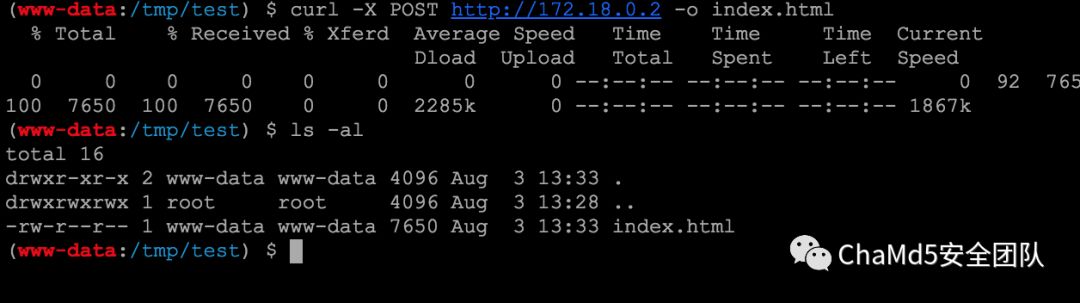 (www-data:/tmp/test) $ curl -X POST http://172.18.0.2 -o index.html
  % Total    % Received % Xferd  Average Speed   Time    Time     Time  Current
                                 Dload  Upload   Total   Spent    Left  Speed
  0     0    0     0    0     0      0      0 --:--:-- --:--:-- --:--:--     0  92  765
100  7650  100  7650    0     0  2285k      0 --:--:-- --:--:-- --:--:-- 1867k
(www-data:/tmp/test) $ ls -al
total 16
drwxr-xr-x 2 www-data www-data 4096 Aug  3 13:33 .
drwxrwxrwx 1 root     root     4096 Aug  3 13:28 ..
-rw-r--r-- 1 www-data www-data 7650 Aug  3 13:33 index.html
(www-data:/tmp/test) $
ChaMd5安全团队